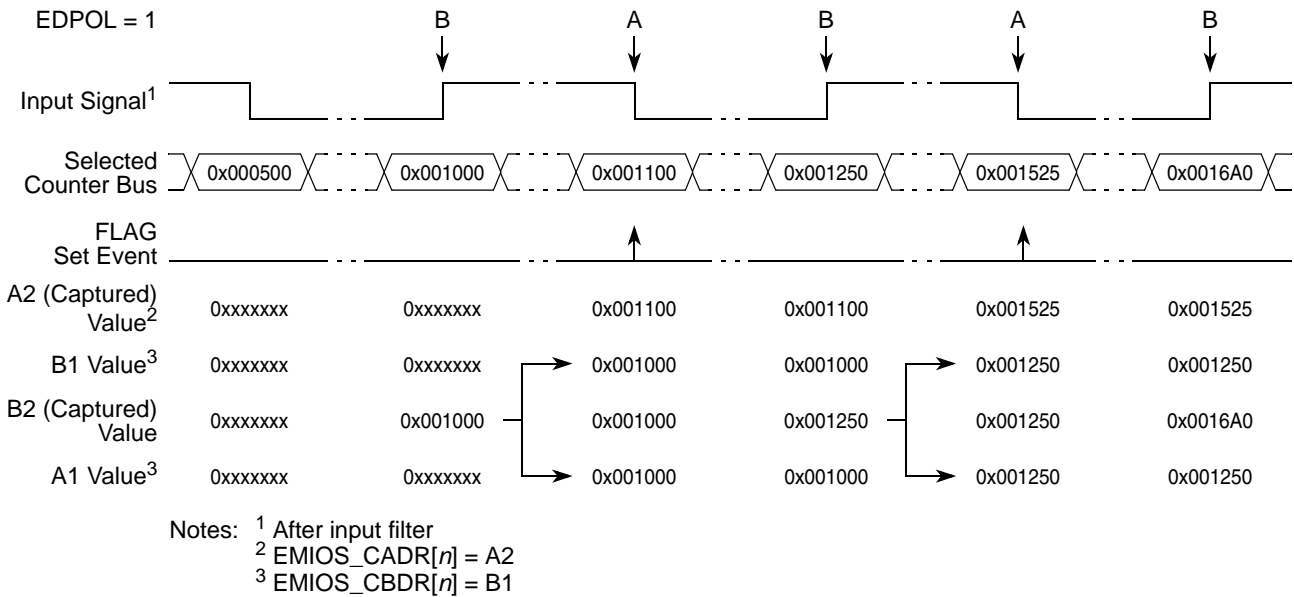 EDPOL = 1 B A B A B
Input Signal1
Selected Counter Bus 0x000500 0x001000 0x001100 0x001250 0x001525 0x0016A0
FLAG
Set Event
A2 (Captured) Value2 0xxxxxxx 0xxxxxxx 0x001100 0x001100 0x001525 0x001525
B1 Value3 0xxxxxxx 0xxxxxxx 0x001000 0x001000 0x001250 0x001250
B2 (Captured) Value 0xxxxxxx 0x001000 0x001000 0x001250 0x001250 0x0016A0
A1 Value3 0xxxxxxx 0xxxxxxx 0x001000 0x001000 0x001250 0x001250
Notes: 1 After input filter
2 EMIOS_CADR[n] = A2
3 EMIOS_CBDR[n] = B1